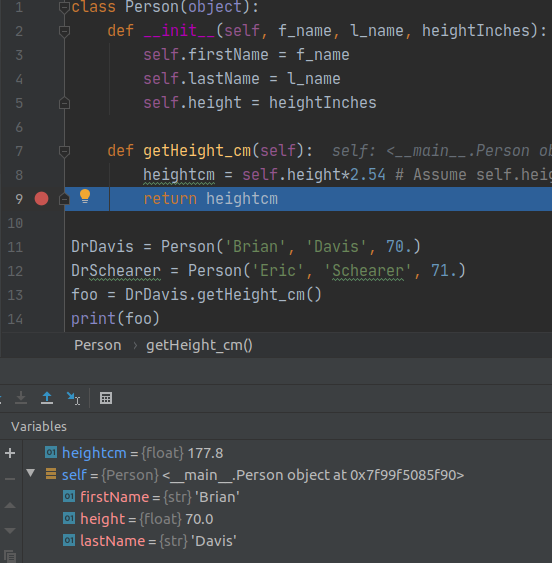 1 class Person(object):
2 def __init__(self, f_name, l_name, heightInches):
3 self.firstName = f_name
4 self.lastName = l_name
5 self.height = heightInches
6
7 def getHeight_cm(self): self: <__main__.Person ob
8 heightcm = self.height*2.54 # Assume self.heig
9 return heightcm
10
11 DrDavis = Person('Brian', 'Davis', 70.)
12 DrSchearer = Person('Eric', 'Schearer', 71.)
13 foo = DrDavis.getHeight_cm()
14 print(foo)
Person › getHeight_cm()
Variables
heightcm = {float} 177.8
self = {Person} <__main__.Person object at 0x7f99f5085f90>
firstName = {str} 'Brian'
height = {float} 70.0
lastName = {str} 'Davis'